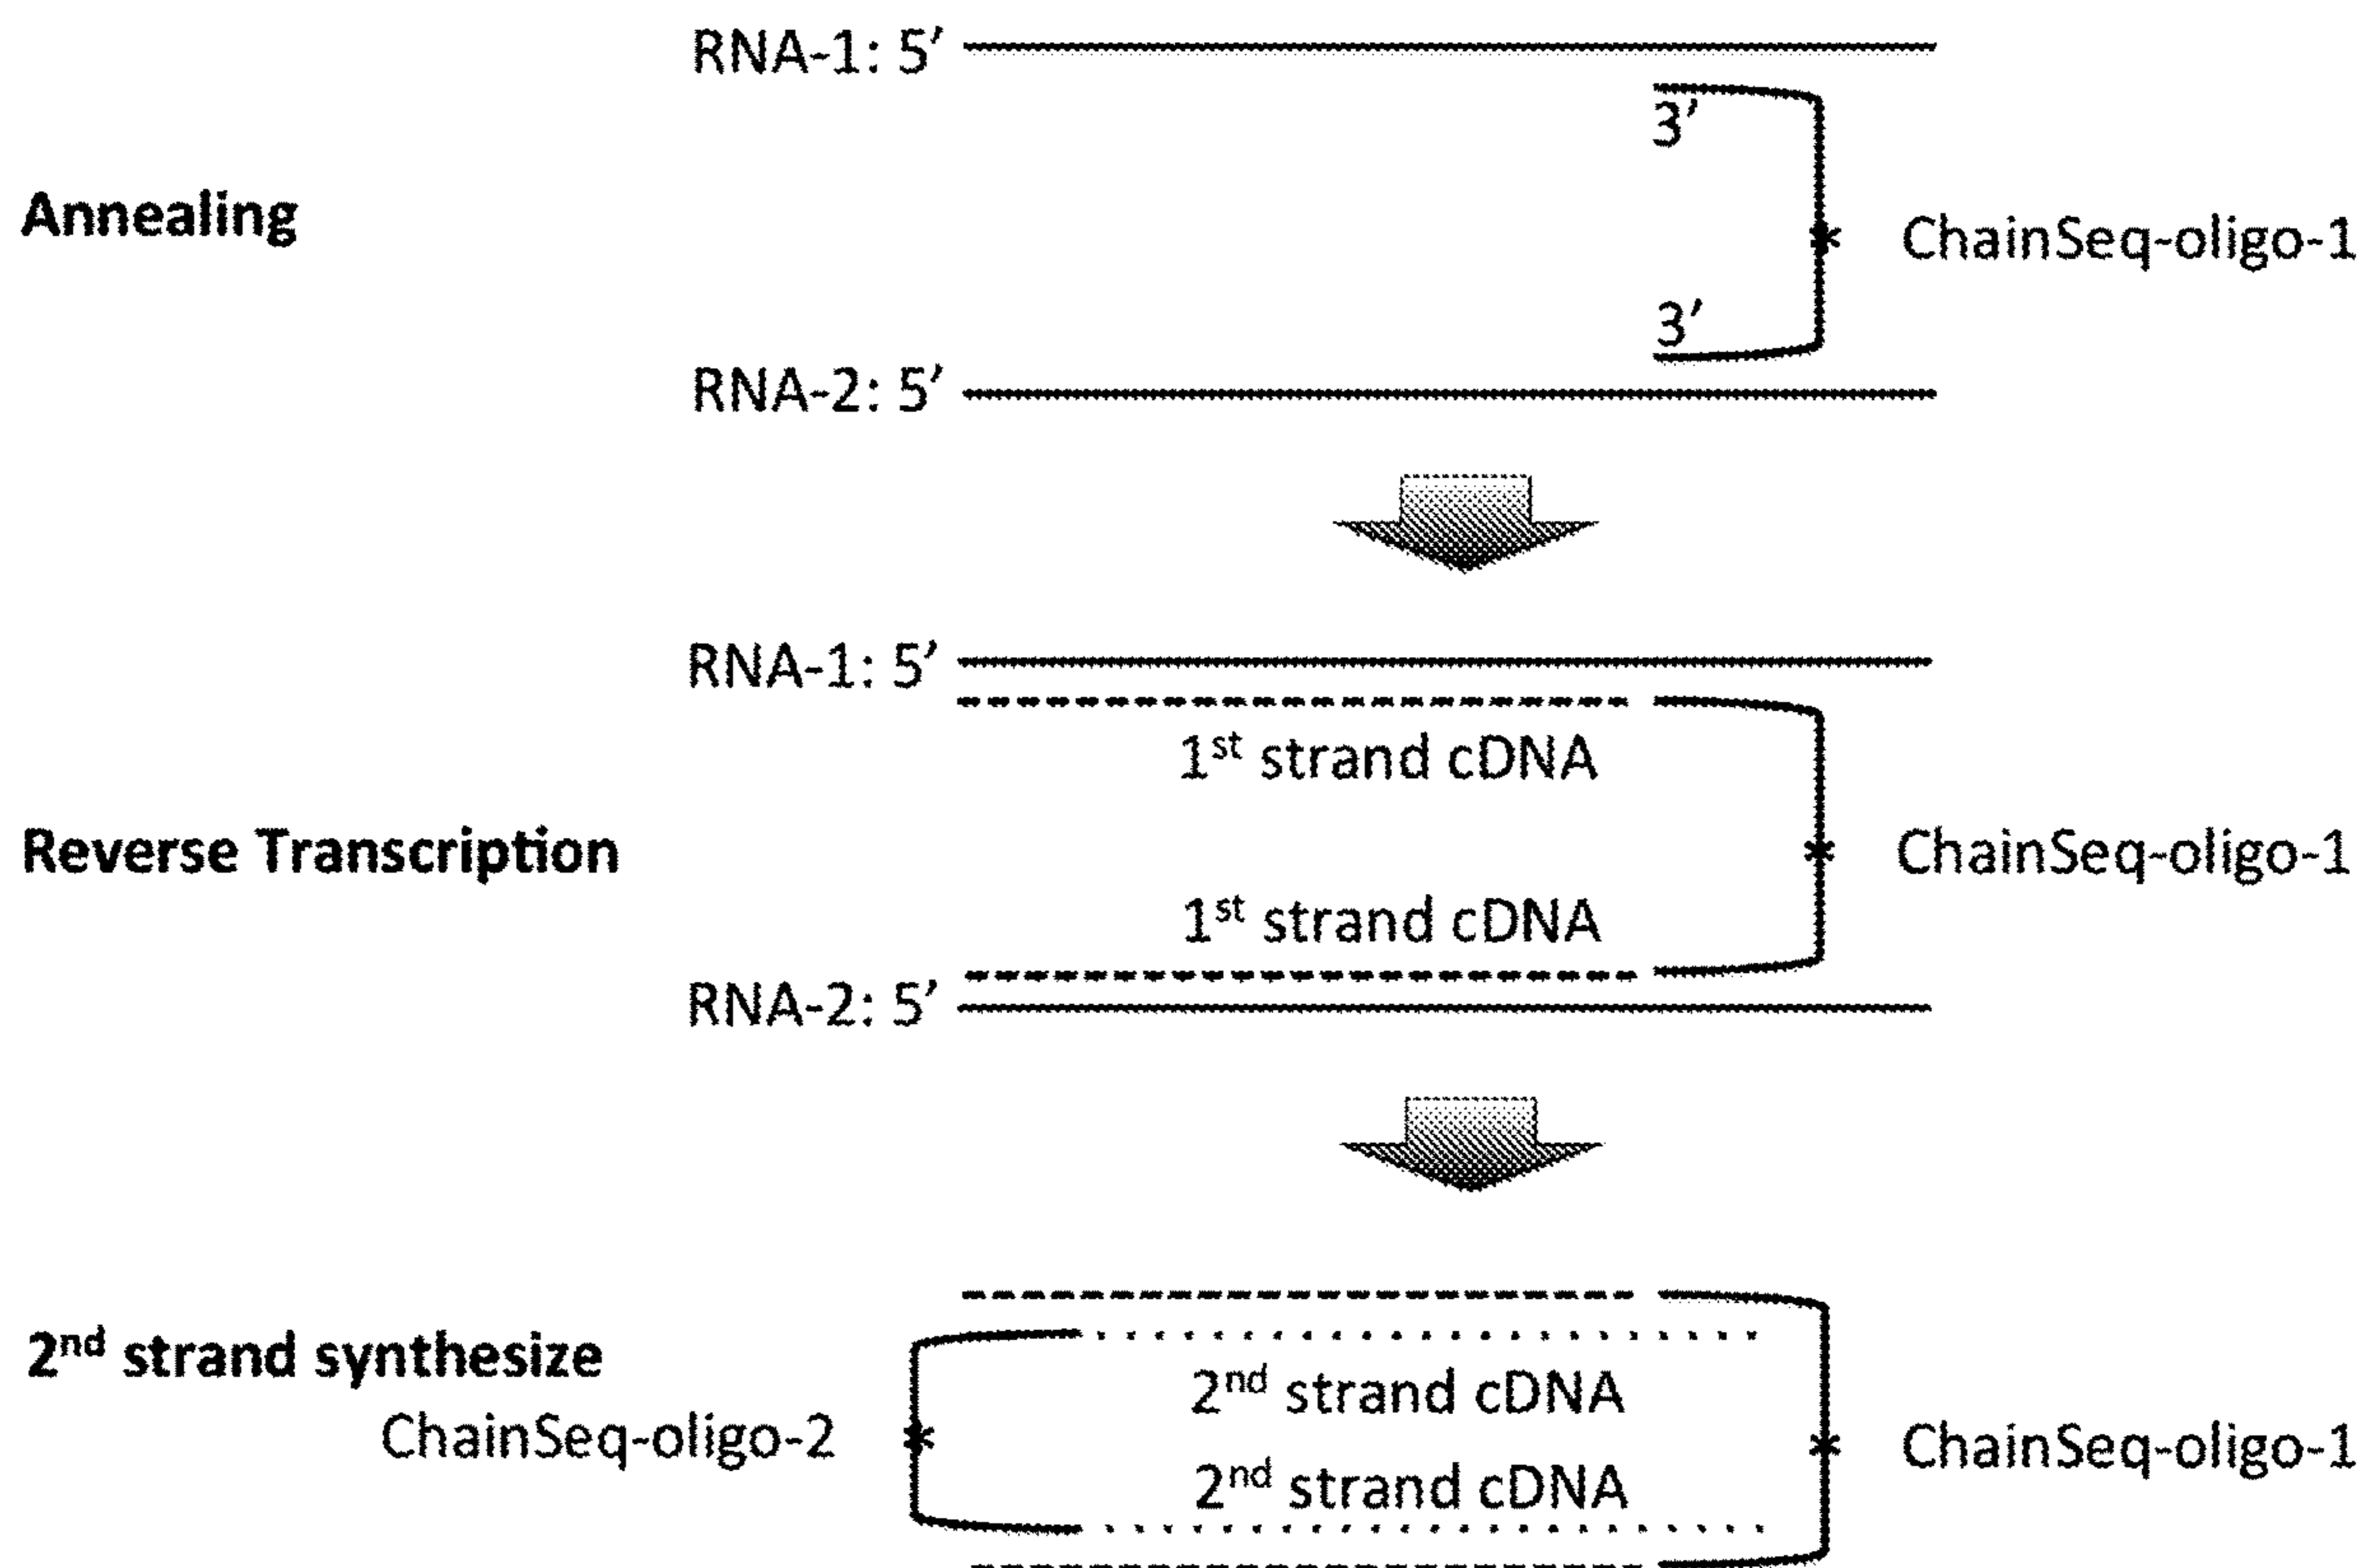 RNA-1: 5′
3′
Annealing
ChainSeq-oligo-1
3′
RNA-2: 5′
RNA-1: 5′
1st strand cDNA
Reverse Transcription
ChainSeq-oligo-1
1st strand cDNA
RNA-2: 5′
2nd strand synthesize
2nd strand cDNA
ChainSeq-oligo-2
ChainSeq-oligo-1
2nd strand cDNA